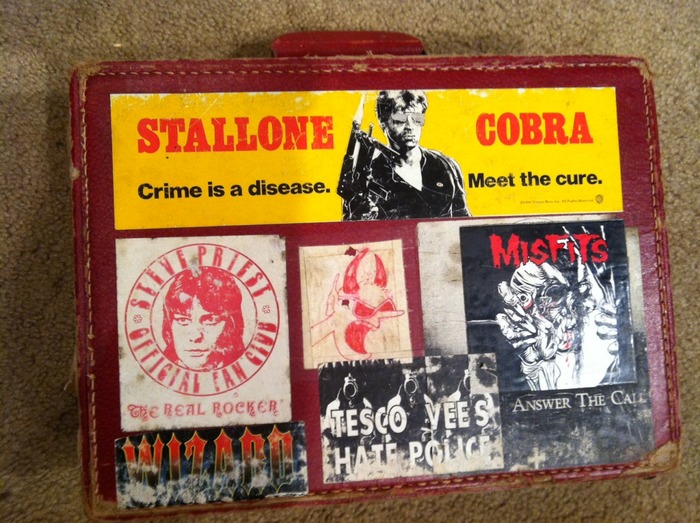 STALLONE
COBRA
Crime is a disease.
Meet the cure.
STEVE PRIEST
OFFICIAL FAN CLUB
"THE REAL ROCKER"
MISFITS
ANSWER THE CAL
TESCO VEE'S
HATE POLICE
WIZARD